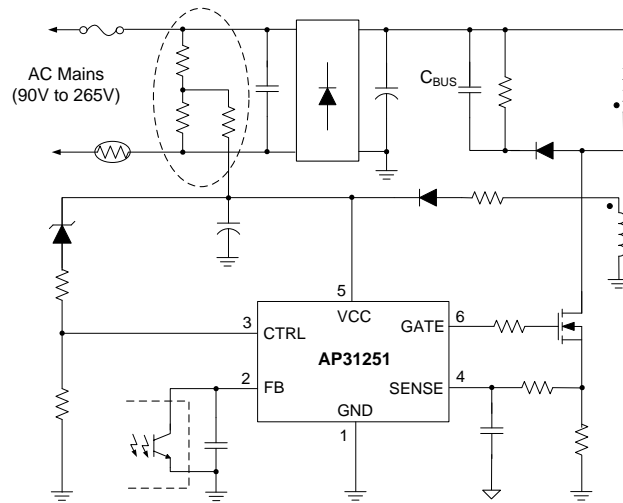 AC Mains
(90V to 265V)
CBUS
5
VCC
3
CTRL
GATE
6
AP31251
2
FB
SENSE
4
GND
1